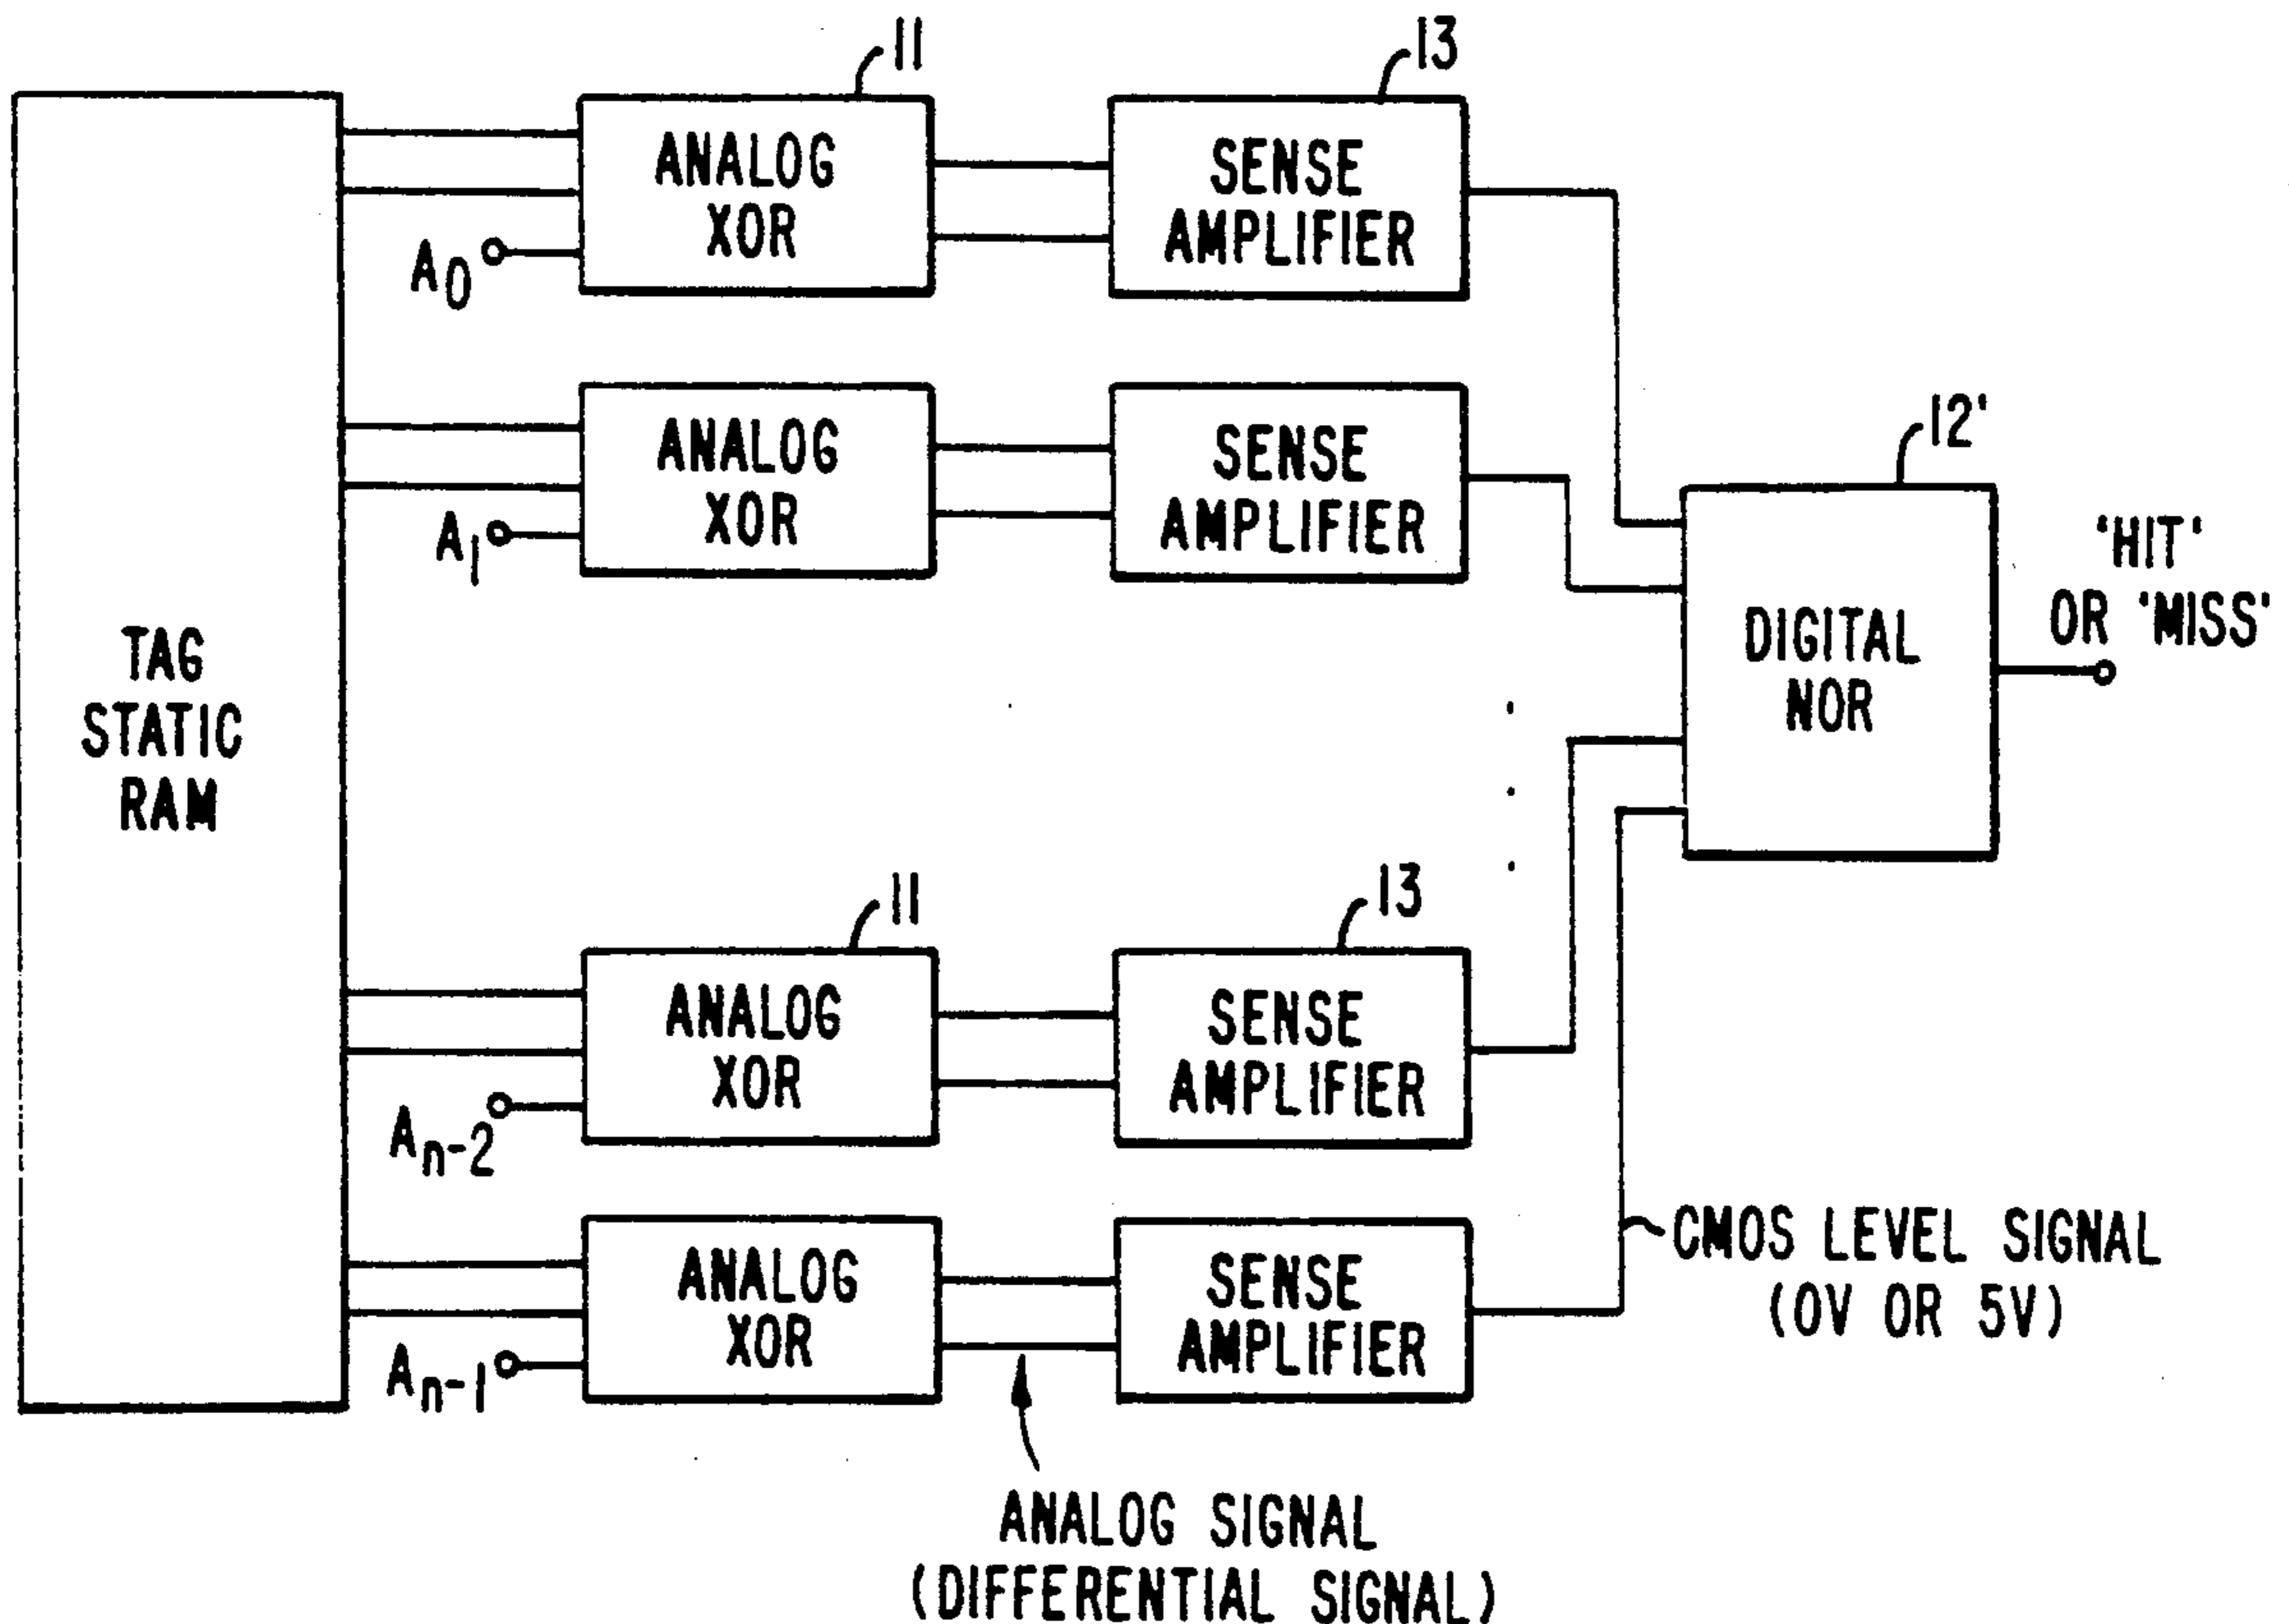 11
13
ANALOG
XOR
SENSE
AMPLIFIER
A0
ANALOG
XOR
SENSE
AMPLIFIER
A1
12'
'HIT'
OR 'MISS'
DIGITAL
NOR
TAG
STATIC
RAM
11
13
ANALOG
XOR
SENSE
AMPLIFIER
An-2
ANALOG
XOR
SENSE
AMPLIFIER
An-1
CMOS LEVEL SIGNAL
(0V OR 5V)
ANALOG SIGNAL
(DIFFERENTIAL SIGNAL)